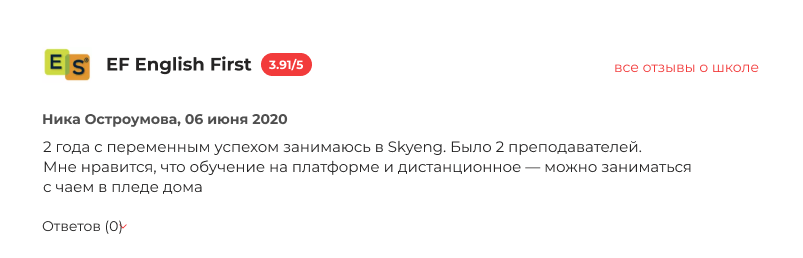 ES
EF English First 3.91/5
все отзывы о школе
Ника Остроумова, 06 июня 2020
2 года с переменным успехом занимаюсь в Skyeng. Было 2 преподавателей.
Мне нравится, что обучение на платформе и дистанционное — можно заниматься
с чаем в пледе дома
Ответов (0)